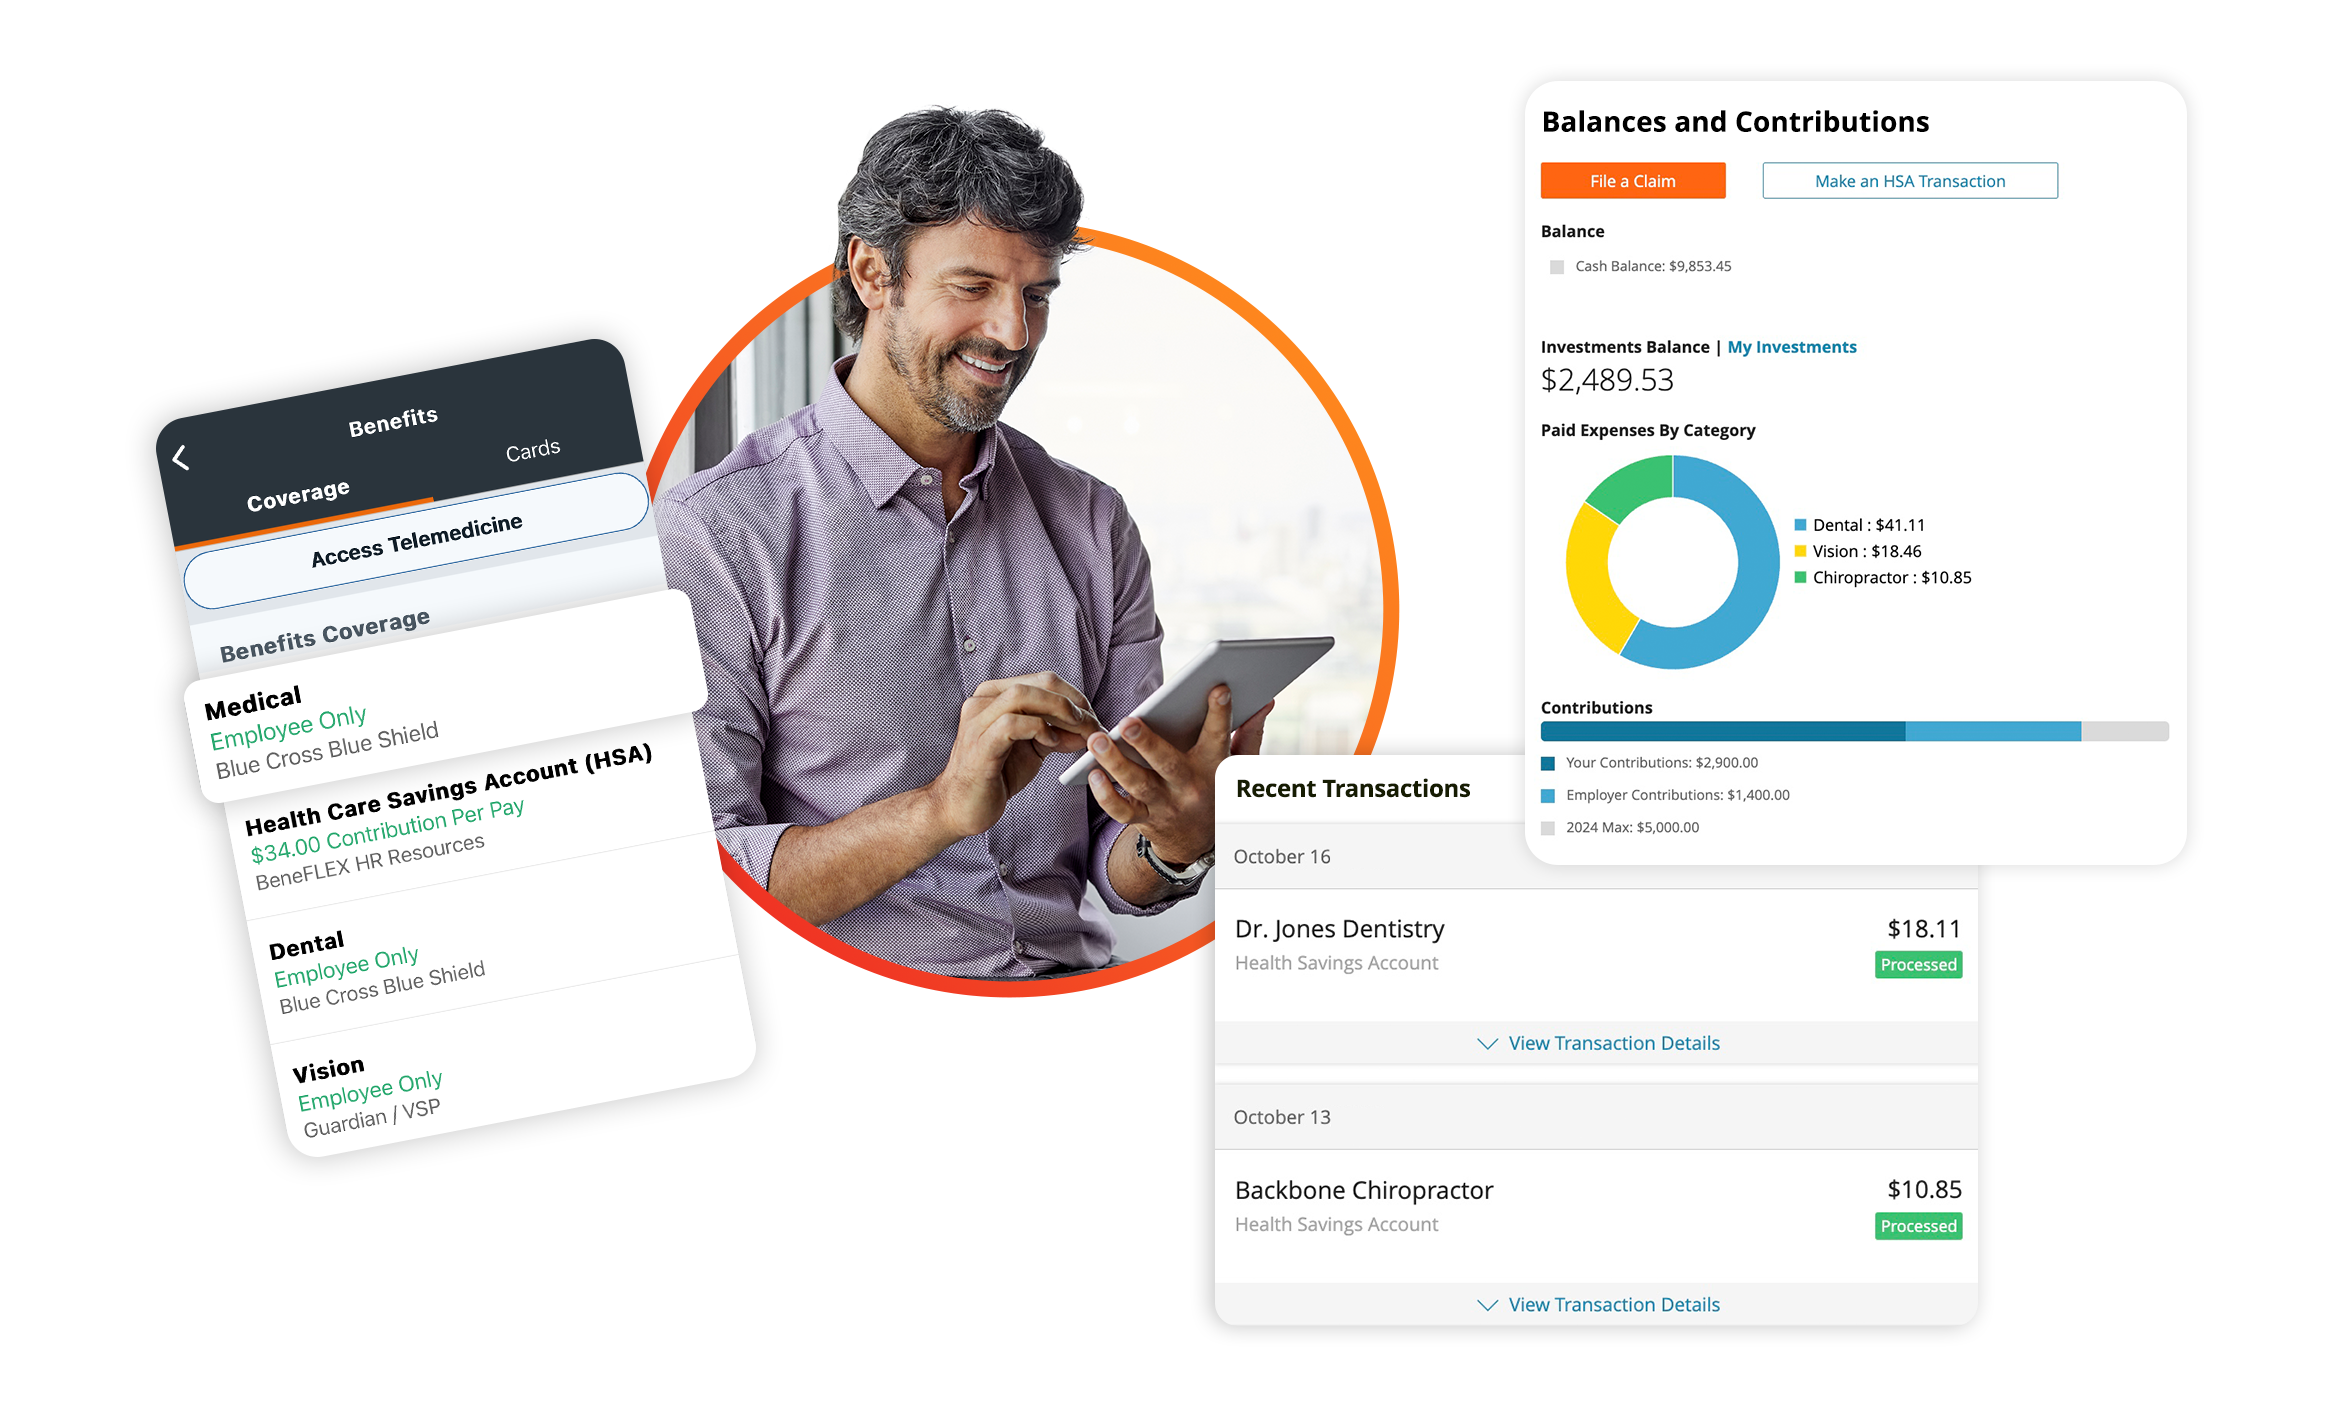 Benefits
Coverage
Cards
Access Telemedicine
Benefits Coverage
Medical
Employee Only
Blue Cross Blue Shield
Health Care Savings Account (HSA)
$34.00 Contribution Per Pay
BeneFLEX HR Resources
Dental
Employee Only
Blue Cross Blue Shield
Vision
Employee Only
Guardian / VSP
Balances and Contributions
File a Claim
Make an HSA Transaction
Balance
Cash Balance: $9,853.45
Investments Balance | My Investments
$2,489.53
Paid Expenses By Category
Dental : $41.11
Vision : $18.46
Chiropractor : $10.85
Contributions
Your Contributions: $2,900.00
Employer Contributions: $1,400.00
2024 Max: $5,000.00
Recent Transactions
October 16
Dr. Jones Dentistry $18.11
Health Savings Account Processed
View Transaction Details
October 13
Backbone Chiropractor $10.85
Health Savings Account Processed
View Transaction Details